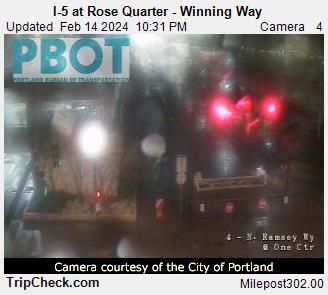 I-5 at Rose Quarter - Winning Way
Updated Feb 14 2024 10:31 PM Camera 4
PBOT
PORTLAND BUREAU OF TRANSPORTATION
4 - N. Ramsey Wy
@ One Ctr
Camera courtesy of the City of Portland
TripCheck.com Milepost302.00